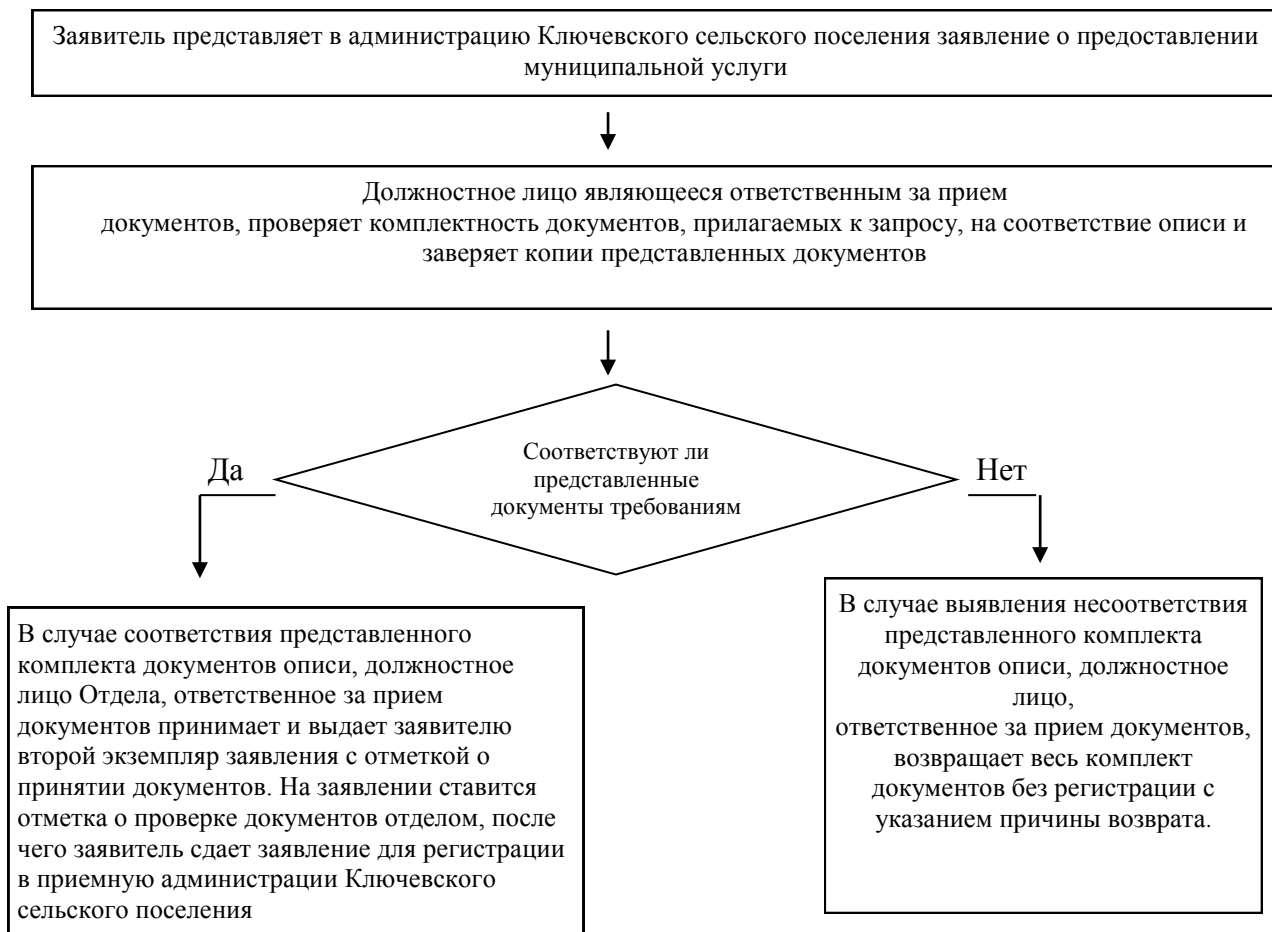 Заявитель представляет в администрацию Ключевского сельского поселения заявление о предоставлении
муниципальной услуги
Должностное лицо являющееся ответственным за прием
документов, проверяет комплектность документов, прилагаемых к запросу, на соответствие описи и
заверяет копии представленных документов
Соответствуют ли
представленные
документы требованиям
Да
Нет
В случае соответствия представленного
комплекта документов описи, должностное
лицо Отдела, ответственное за прием
документов принимает и выдает заявителю
второй экземпляр заявления с отметкой о
принятии документов. На заявлении ставится
отметка о проверке документов отделом, после
чего заявитель сдает заявление для регистрации
в приемную администрации Ключевского
сельского поселения
В случае выявления несоответствия
представленного комплекта
документов описи, должностное
лицо,
ответственное за прием документов,
возвращает весь комплект
документов без регистрации с
указанием причины возврата.